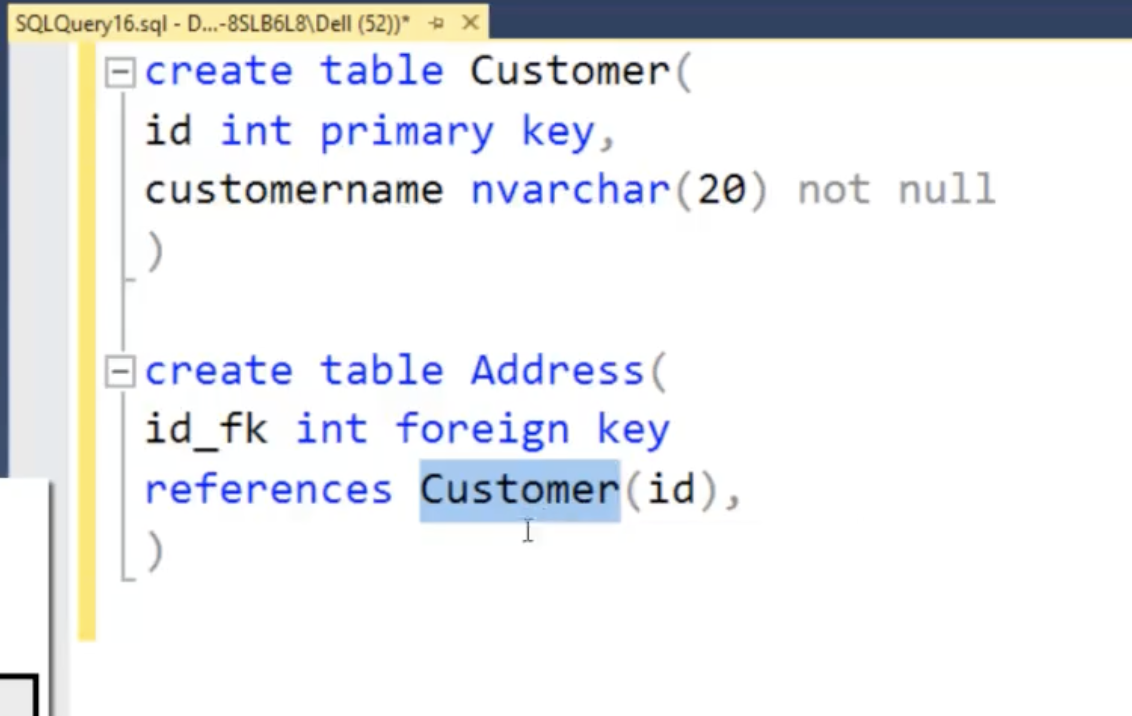 SQLQuery16.sql - D...-8SLB6L8\Dell (52))*
create table Customer(
id int primary key,
customername nvarchar(20) not null
)
create table Address(
id_fk int foreign key
references Customer(id),
)